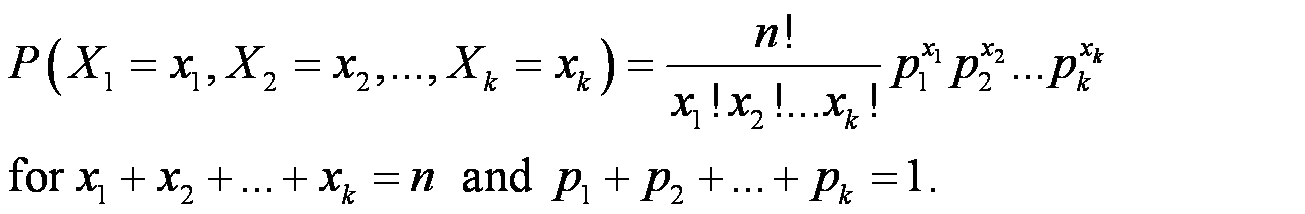 P(X₁ = x₁, X₂ = x₂,..., Xₖ = xₖ) = n! / (x₁! x₂!...xₖ!) p₁^{x₁} p₂^{x₂} ... pₖ^{xₖ}
for x₁ + x₂ + ... + xₖ = n and p₁ + p₂ + ... + pₖ = 1.